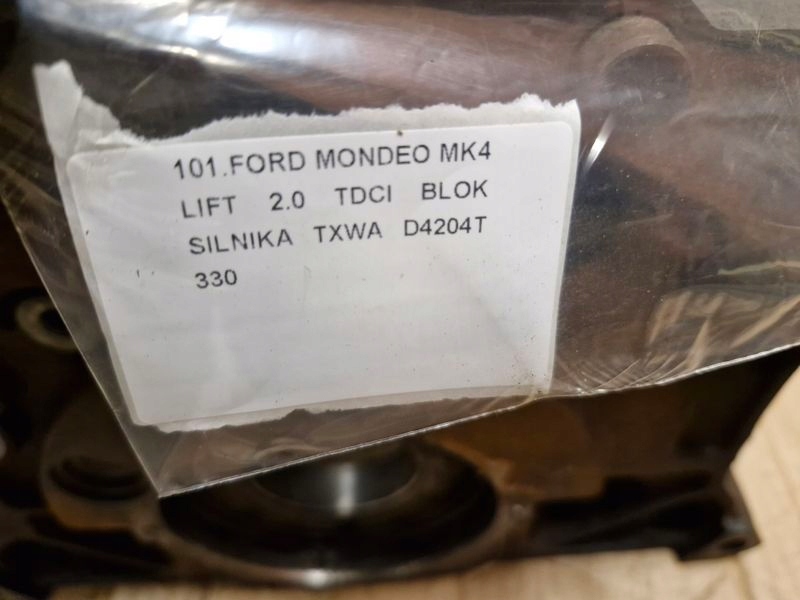 101.FORD MONDEO MK4
LIFT 2.0 TDCI BLOK
SILNIKA TXWA D4204T
330